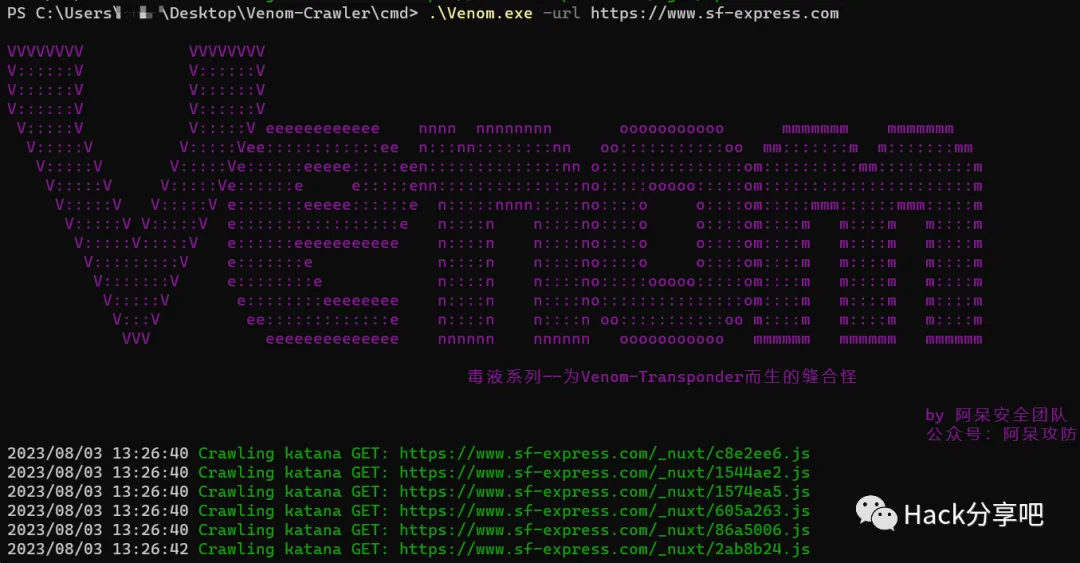 PS C:\Users\ \Desktop\Venom-Crawler\cmd> .\Venom.exe -url https://www.sf-express.com
Venom
毒液系列——为Venom-Transponder而生的缝合怪
by 阿呆安全团队
公众号: 阿呆攻防
2023/08/03 13:26:40 Crawling katana GET: https://www.sf-express.com/_nuxt/c8e2ee6.js
2023/08/03 13:26:40 Crawling katana GET: https://www.sf-express.com/_nuxt/1544ae2.js
2023/08/03 13:26:40 Crawling katana GET: https://www.sf-express.com/_nuxt/1574ea5.js
2023/08/03 13:26:40 Crawling katana GET: https://www.sf-express.com/_nuxt/605a263.js
2023/08/03 13:26:40 Crawling katana GET: https://www.sf-express.com/_nuxt/86a5006.js
2023/08/03 13:26:42 Crawling katana GET: https://www.sf-express.com/_nuxt/2ab8b24.js
Hack分享吧